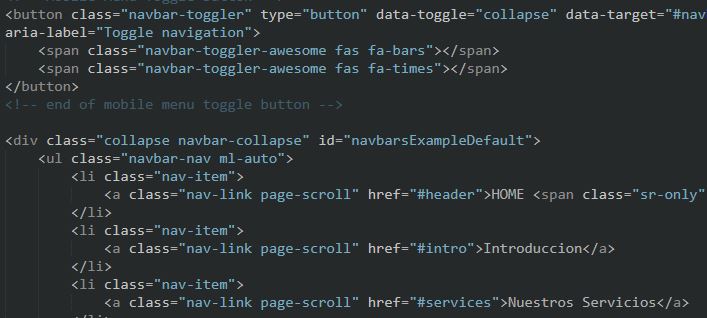 <button class="navbar-toggler" type="button" data-toggle="collapse" data-target="#nav
aria-label="Toggle navigation">
<span class="navbar-toggler-awesome fas fa-bars"></span>
<span class="navbar-toggler-awesome fas fa-times"></span>
</button>
<!-- end of mobile menu toggle button -->
<div class="collapse navbar-collapse" id="navbarsExampleDefault">
<ul class="navbar-nav ml-auto">
<li class="nav-item">
<a class="nav-link page-scroll" href="#header">HOME <span class="sr-only"
</li>
<li class="nav-item">
<a class="nav-link page-scroll" href="#intro">Introduccion</a>
</li>
<li class="nav-item">
<a class="nav-link page-scroll" href="#services">Nuestros Servicios</a>